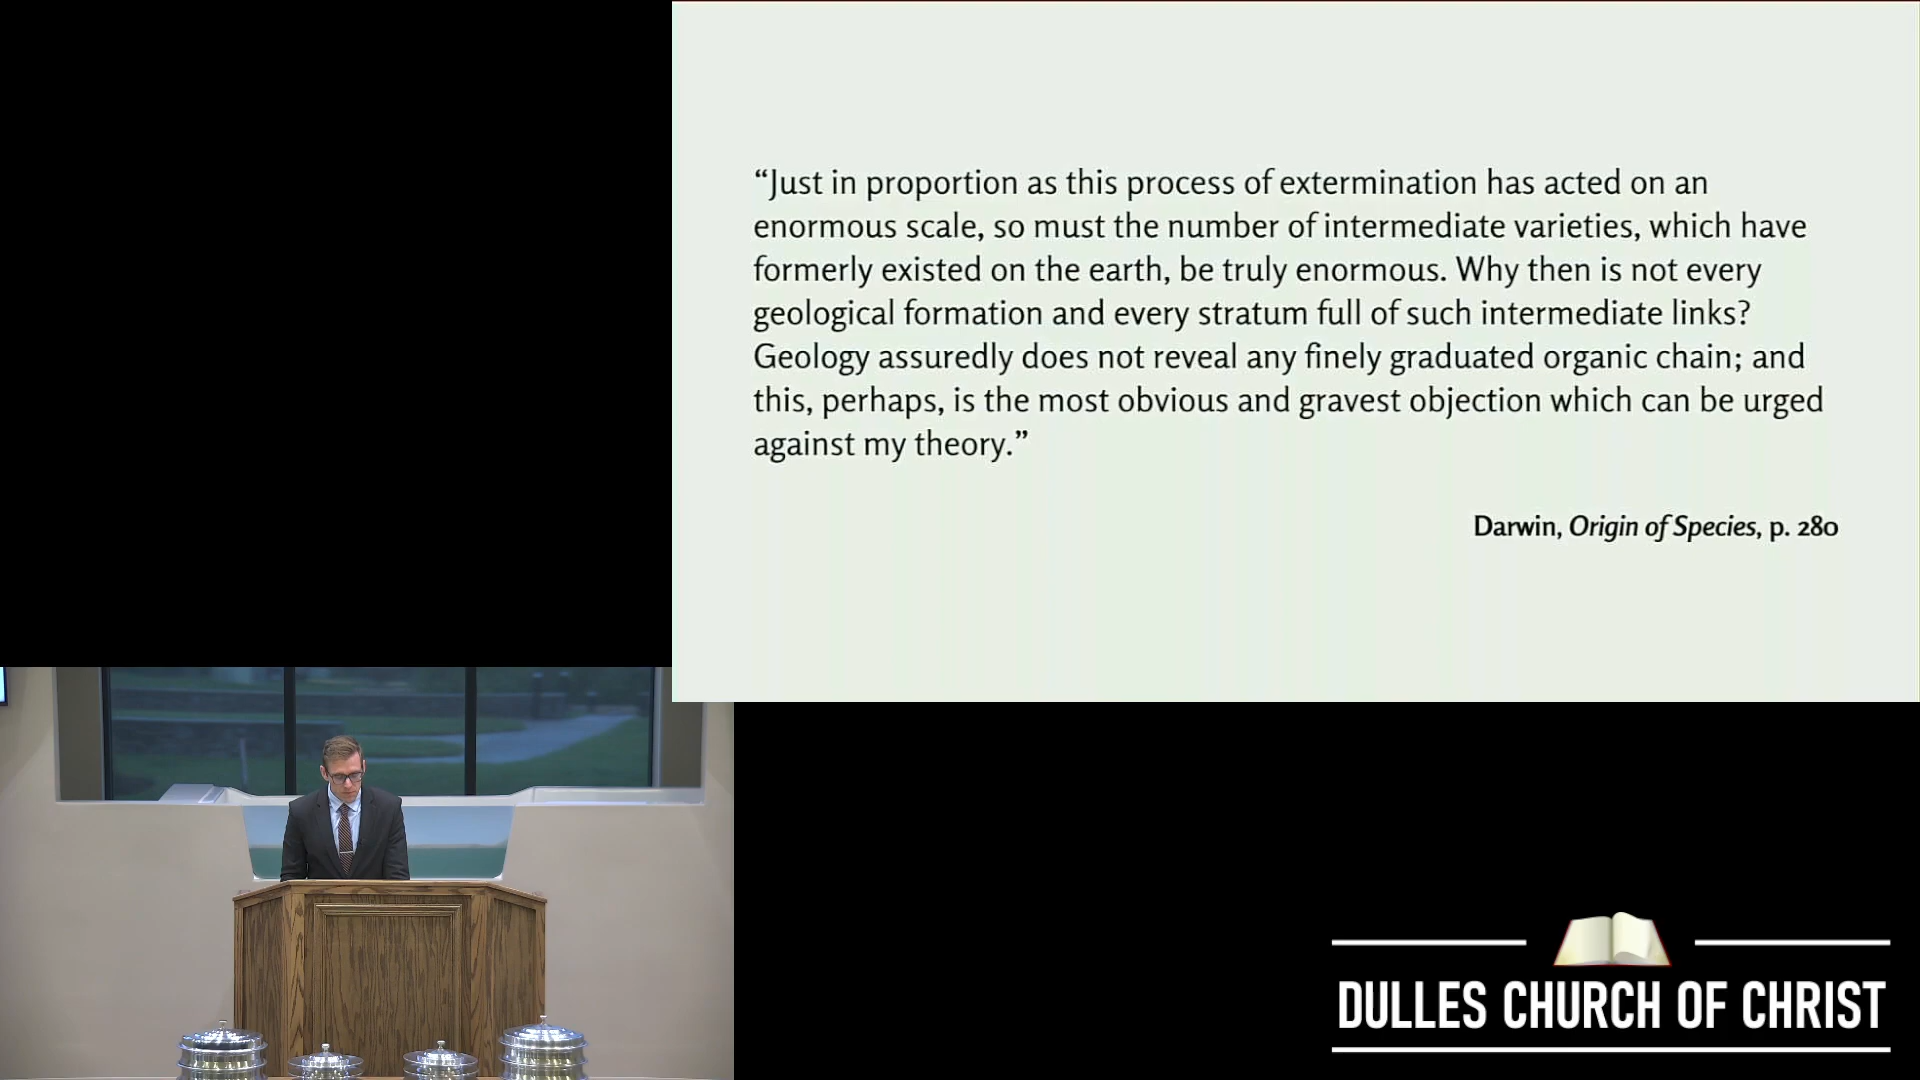 “Just in proportion as this process of extermination has acted on an
enormous scale, so must the number of intermediate varieties, which have
formerly existed on the earth, be truly enormous. Why then is not every
geological formation and every stratum full of such intermediate links?
Geology assuredly does not reveal any finely graduated organic chain; and
this, perhaps, is the most obvious and gravest objection which can be urged
against my theory.”
Darwin, Origin of Species, p. 280
DULLES CHURCH OF CHRIST